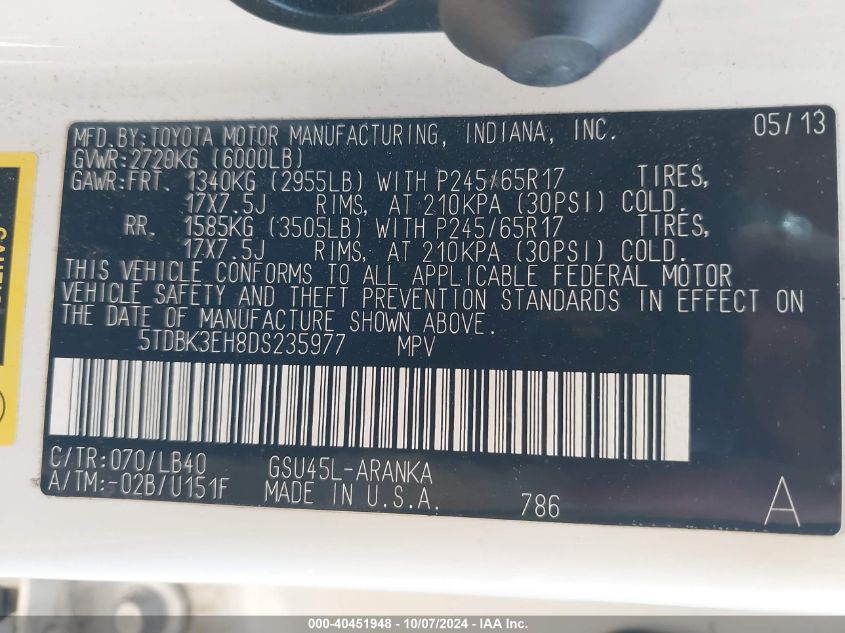 MFD.BY:TOYOTA MOTOR MANUFACTURING, INDIANA, INC. 05/13
GVWR:2720KG (6000LB)
GAWR:FRT. 1340KG (2955LB) WITH P245/65R17 TIRES,
17X7.5J RIMS, AT 210KPA (30PSI) COLD.
RR. 1585KG (3505LB) WITH P245/65R17 TIRES,
17X7.5J RIMS, AT 210KPA (30PSI) COLD.
THIS VEHICLE CONFORMS TO ALL APPLICABLE FEDERAL MOTOR
VEHICLE SAFETY AND THEFT PREVENTION STANDARDS IN EFFECT ON
THE DATE OF MANUFACTURE SHOWN ABOVE.
5TDBK3EH8DS235977 MPV
C/TR:070/LB40 GSU45L-ARANKA
A/TM:-02B/U151F MADE IN U.S.A. 786 A
000-40451948 - 10/07/2024 - IAA Inc.